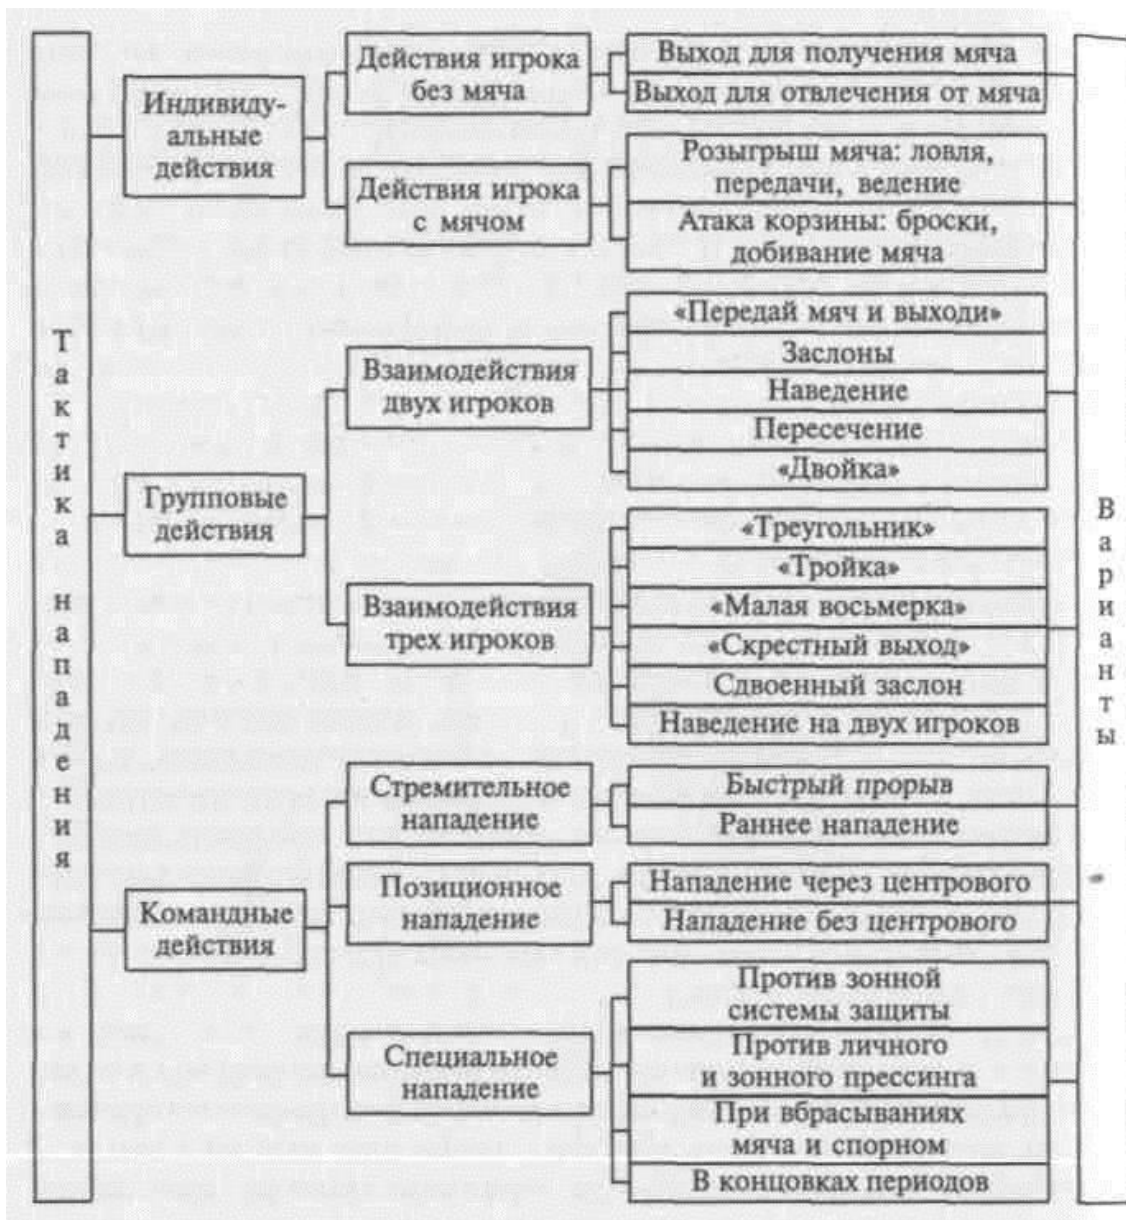 Тактика нападения
Индивиду-
альные
действия
Действия игрока
без мяча
Выход для получения мяча
Выход для отвлечения от мяча
Действия игрока
с мячом
Розыгрыш мяча: ловля,
передачи, ведение
Атака корзины: броски,
добивание мяча
Групповые
действия
Взаимодействия
двух игроков
«Передай мяч и выходи»
Заслоны
Наведение
Пересечение
«Двойка»
Взаимодействия
трех игроков
«Треугольник»
«Тройка»
«Малая восьмерка»
«Скрестный выход»
Сдвоенный заслон
Наведение на двух игроков
Командные
действия
Стремительное
нападение
Быстрый прорыв
Раннее нападение
Позиционное
нападение
Нападение через центрового
Нападение без центрового
Специальное
нападение
Против зонной
системы защиты
Против личного
и зонного прессинга
При вбрасываниях
мяча и спорном
В концовках периодов
Варианты